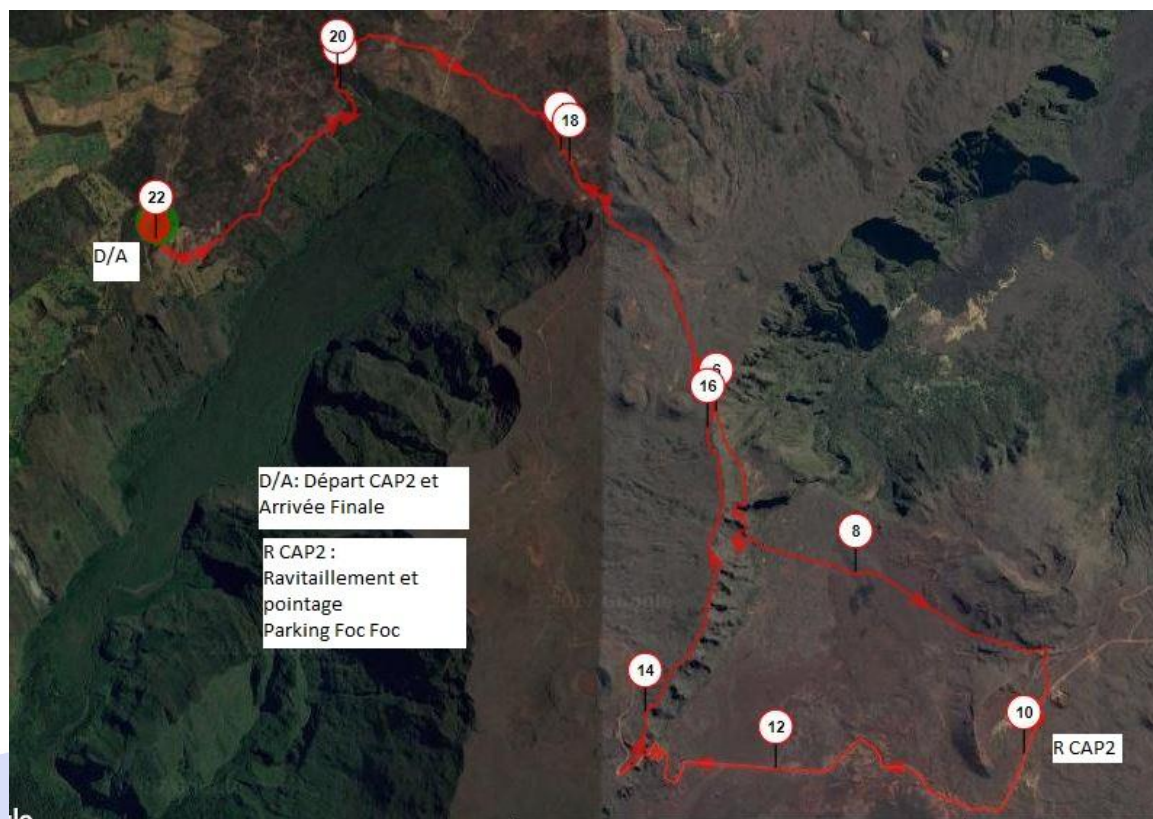 20
18
22
D/A
6
16
D/A: Départ CAP2 et
Arrivée Finale
8
R CAP2 :
Ravitaillement et
pointage
Parking Foc Foc
14
10
12
R CAP2